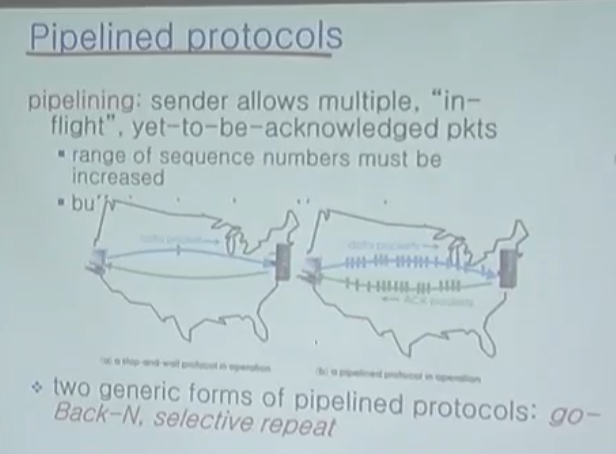 Pipelined protocols
pipelining: sender allows multiple, “in-
flight”, yet-to-be-acknowledged pkts
▪ range of sequence numbers must be
increased
▪ bu
data packet →
data packets →
← ACK packets
(a) a stop-and-wait protocol in operation
(b) a pipelined protocol in operation
❖ two generic forms of pipelined protocols: go-
Back-N, selective repeat